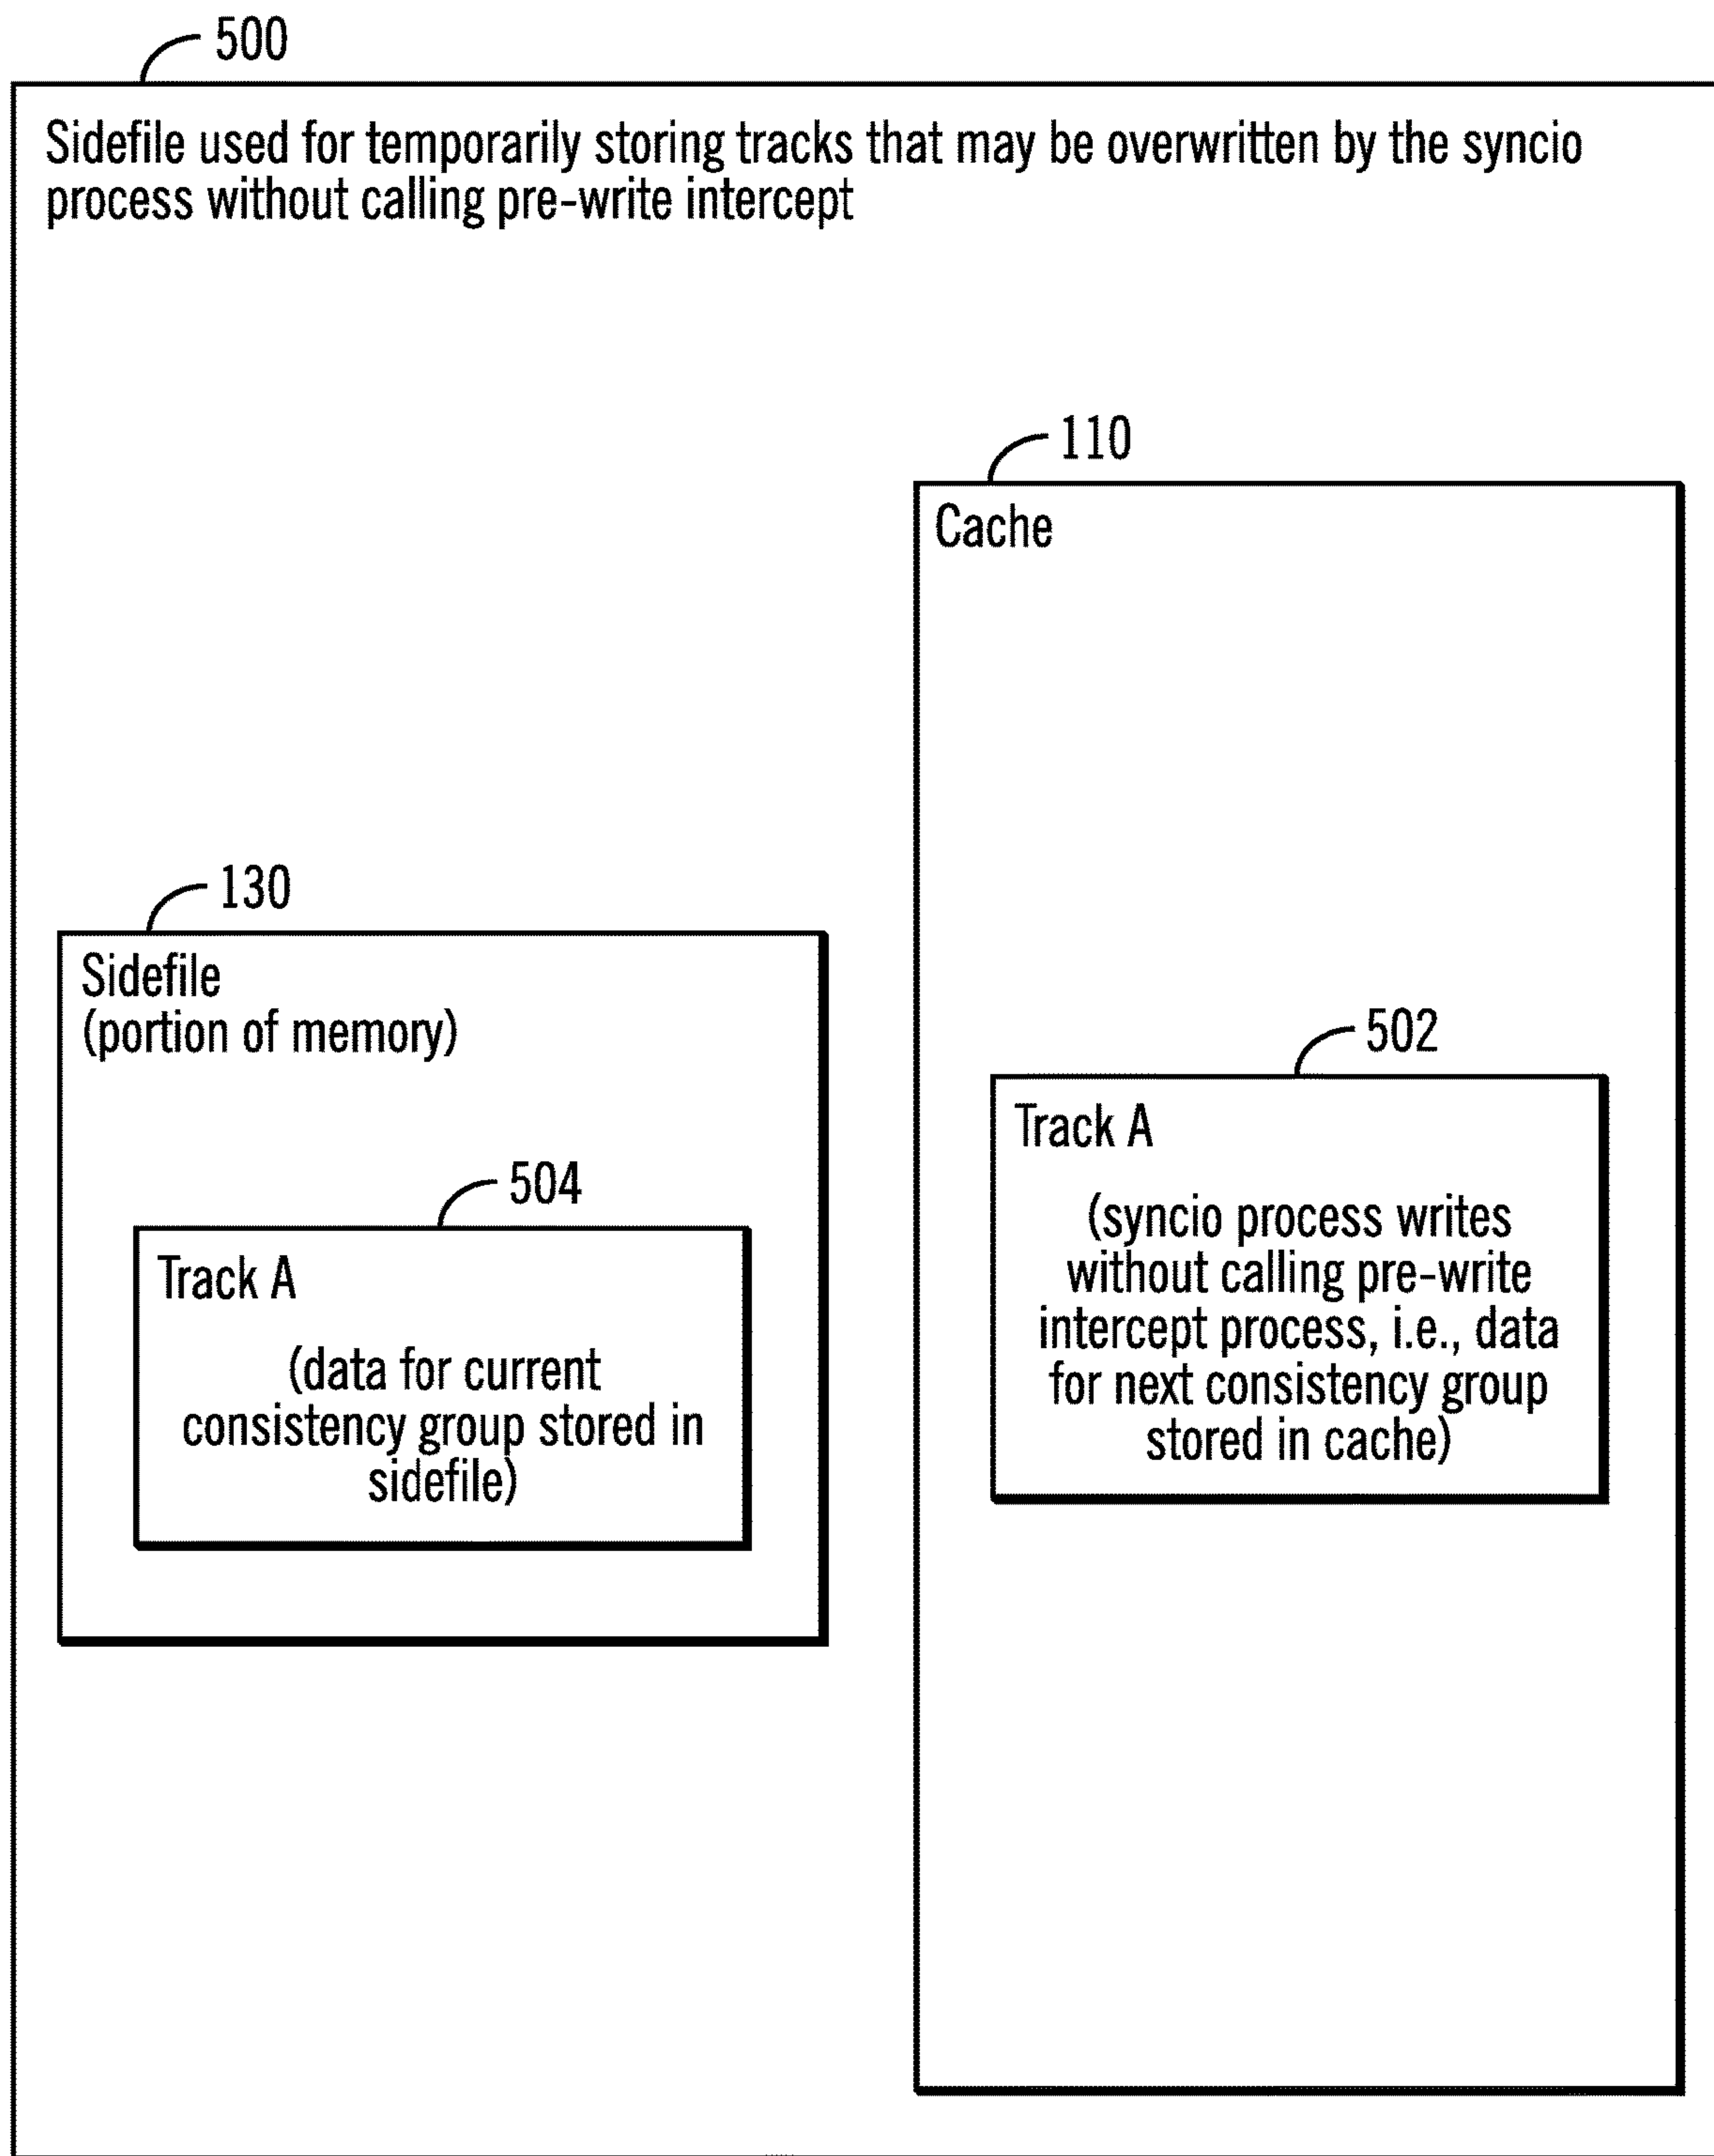 500
Sidefile used for temporarily storing tracks that may be overwritten by the syncio
process without calling pre-write intercept
110
Cache
130
Sidefile
(portion of memory)
504
Track A
(data for current
consistency group stored in
sidefile)
502
Track A
(syncio process writes
without calling pre-write
intercept process, i.e., data
for next consistency group
stored in cache)